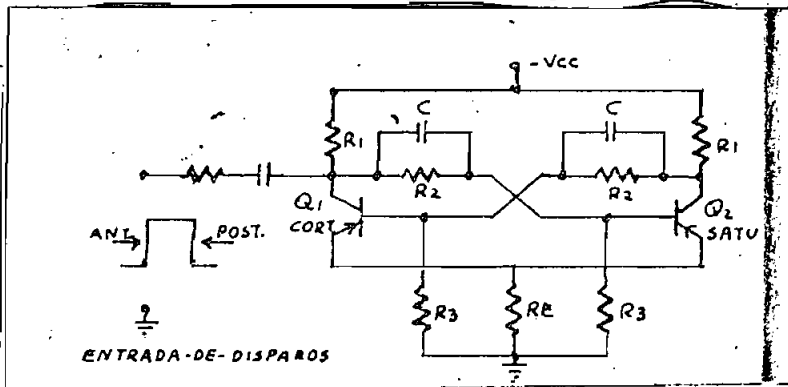 -VCC
C
C
R1
R2
R2
R1
Q1
CORT
Q2
SATU
ANT.
POST.
R3
RE
R3
ENTRADA-DE-DISPAROS